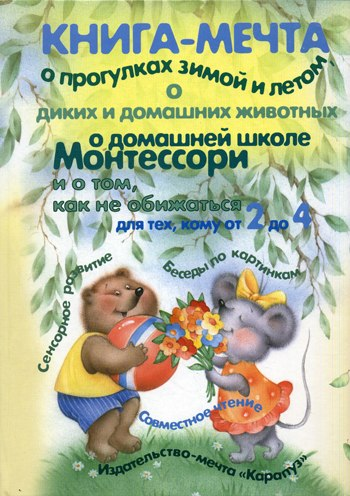 КНИГА-МЕЧТА
о прогулках зимой и летом,
о
диких и домашних животных
о домашней школе
Монтессори
и о том,
как не обижаться
для тех, кому от 2 до 4
Сенсорное развитие
Беседы по картинкам
Совместное чтение
Издательство-мечта «Карапуз»